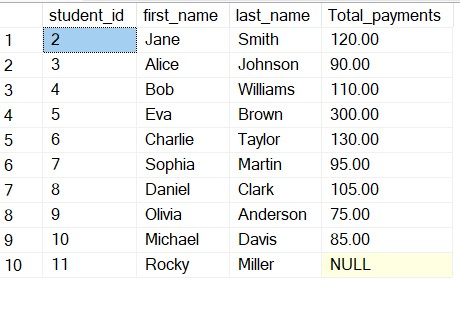 student_id first_name last_name Total_payments
1 2 Jane Smith 120.00
2 3 Alice Johnson 90.00
3 4 Bob Williams 110.00
4 5 Eva Brown 300.00
5 6 Charlie Taylor 130.00
6 7 Sophia Martin 95.00
7 8 Daniel Clark 105.00
8 9 Olivia Anderson 75.00
9 10 Michael Davis 85.00
10 11 Rocky Miller NULL